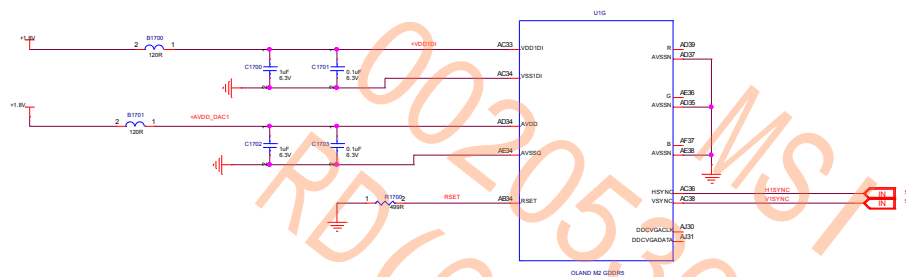 U1G
+1.8V
B1700
2
1
120R
+VDD1DI
AC33
VDD1DI
C1700
1uF
6.3V
C1701
0.1uF
6.3V
AC34
VSS1DI
+1.8V
B1701
2
1
120R
+AVDD_DAC1
AD34
AVDD
C1702
1uF
6.3V
C1703
0.1uF
6.3V
AE34
AVSSQ
1
R1700
2
499R
RSET
AB34
RSET
R
AD39
AVSSN
AD37
G
AE36
AVSSN
AD35
B
AF37
AVSSN
AE38
HSYNC
AC36
H1SYNC
IN
VSYNC
AC38
V1SYNC
IN
DDCVGACLK
AJ30
DDCVGADATA
AJ31
OLAND M2 GDDR5
MSI